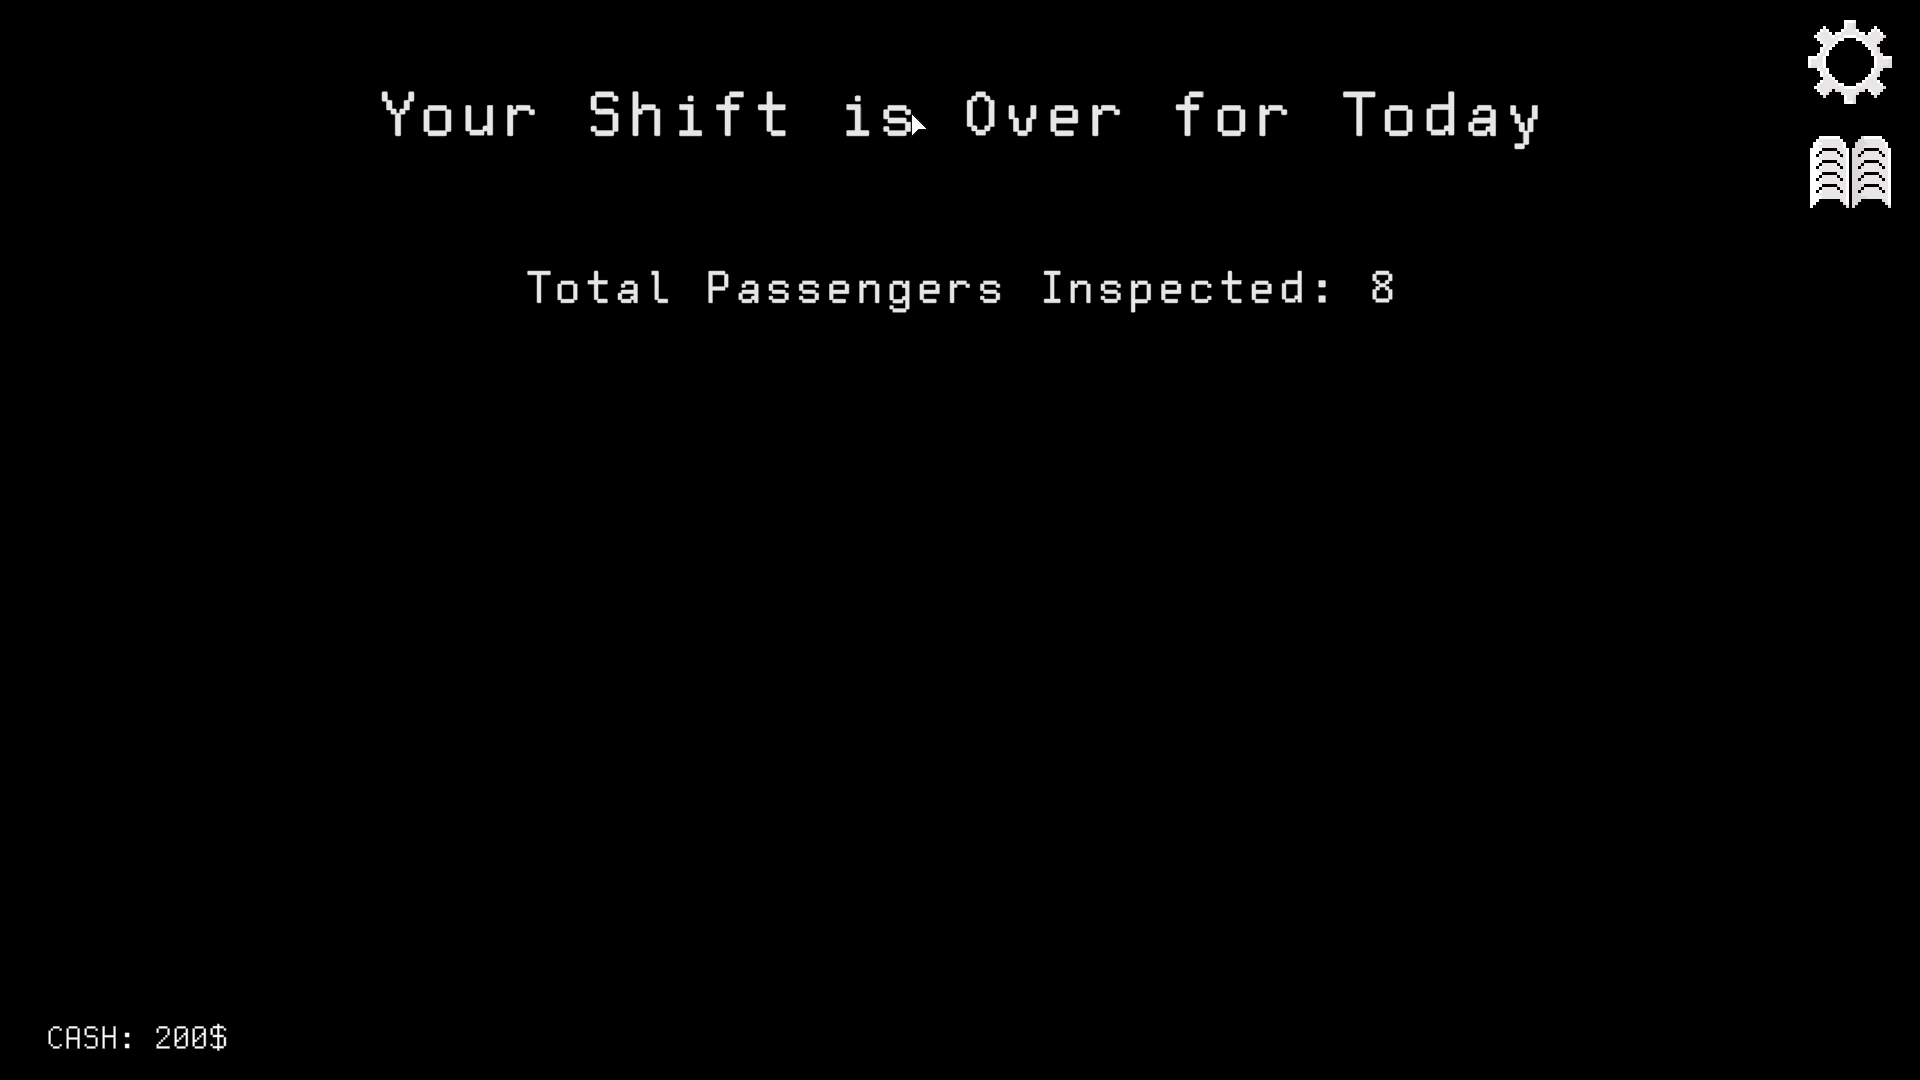 Your Shift is Over for Today
Total Passengers Inspected: 8
CASH: 200$